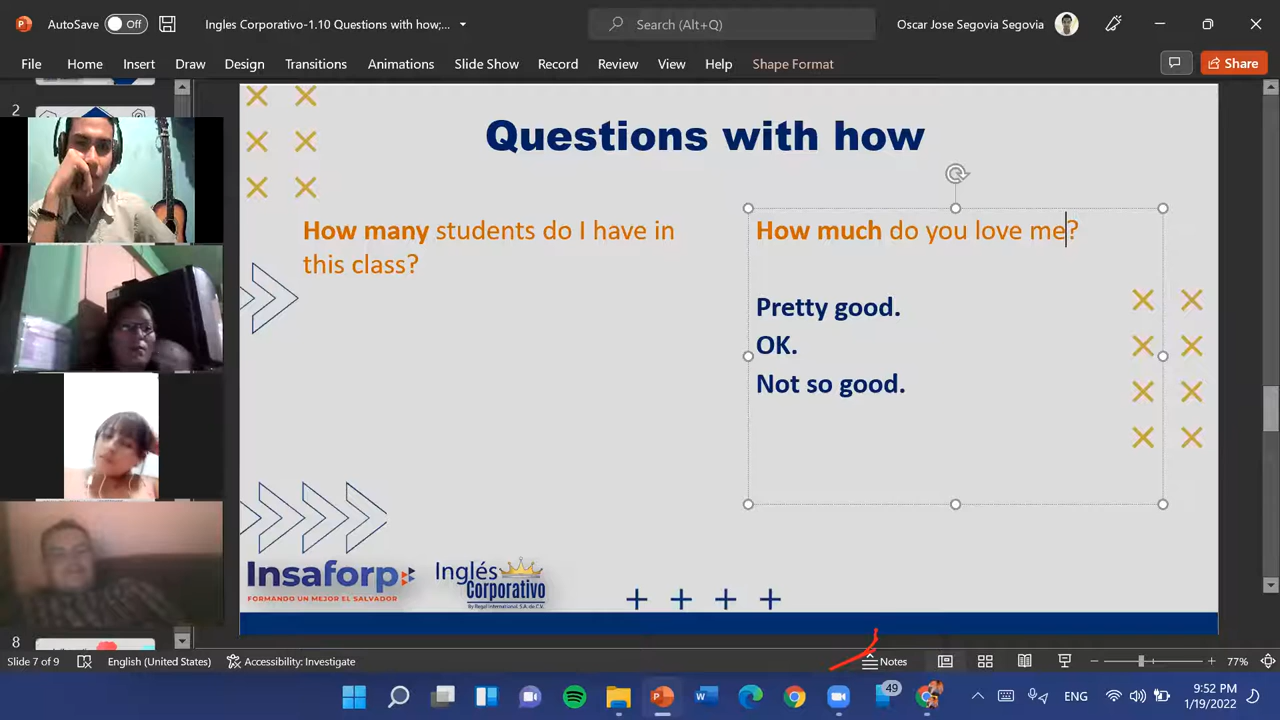 AutoSave Off
Ingles Corporativo-1.10 Questions with how;...
Search (Alt+Q)
Oscar Jose Segovia Segovia
File Home Insert Draw Design Transitions Animations Slide Show Record Review View Help Shape Format
Share
2
Questions with how
How many students do I have in
this class?
How much do you love me?
Pretty good.
OK.
Not so good.
Insaforp
FORMANDO UN MEJOR EL SALVADOR
Inglés
Corporativo
By Regal International, S.A. de C.V.
8
Slide 7 of 9
English (United States)
Accessibility: Investigate
Notes
77%
49
ENG
9:52 PM
1/19/2022